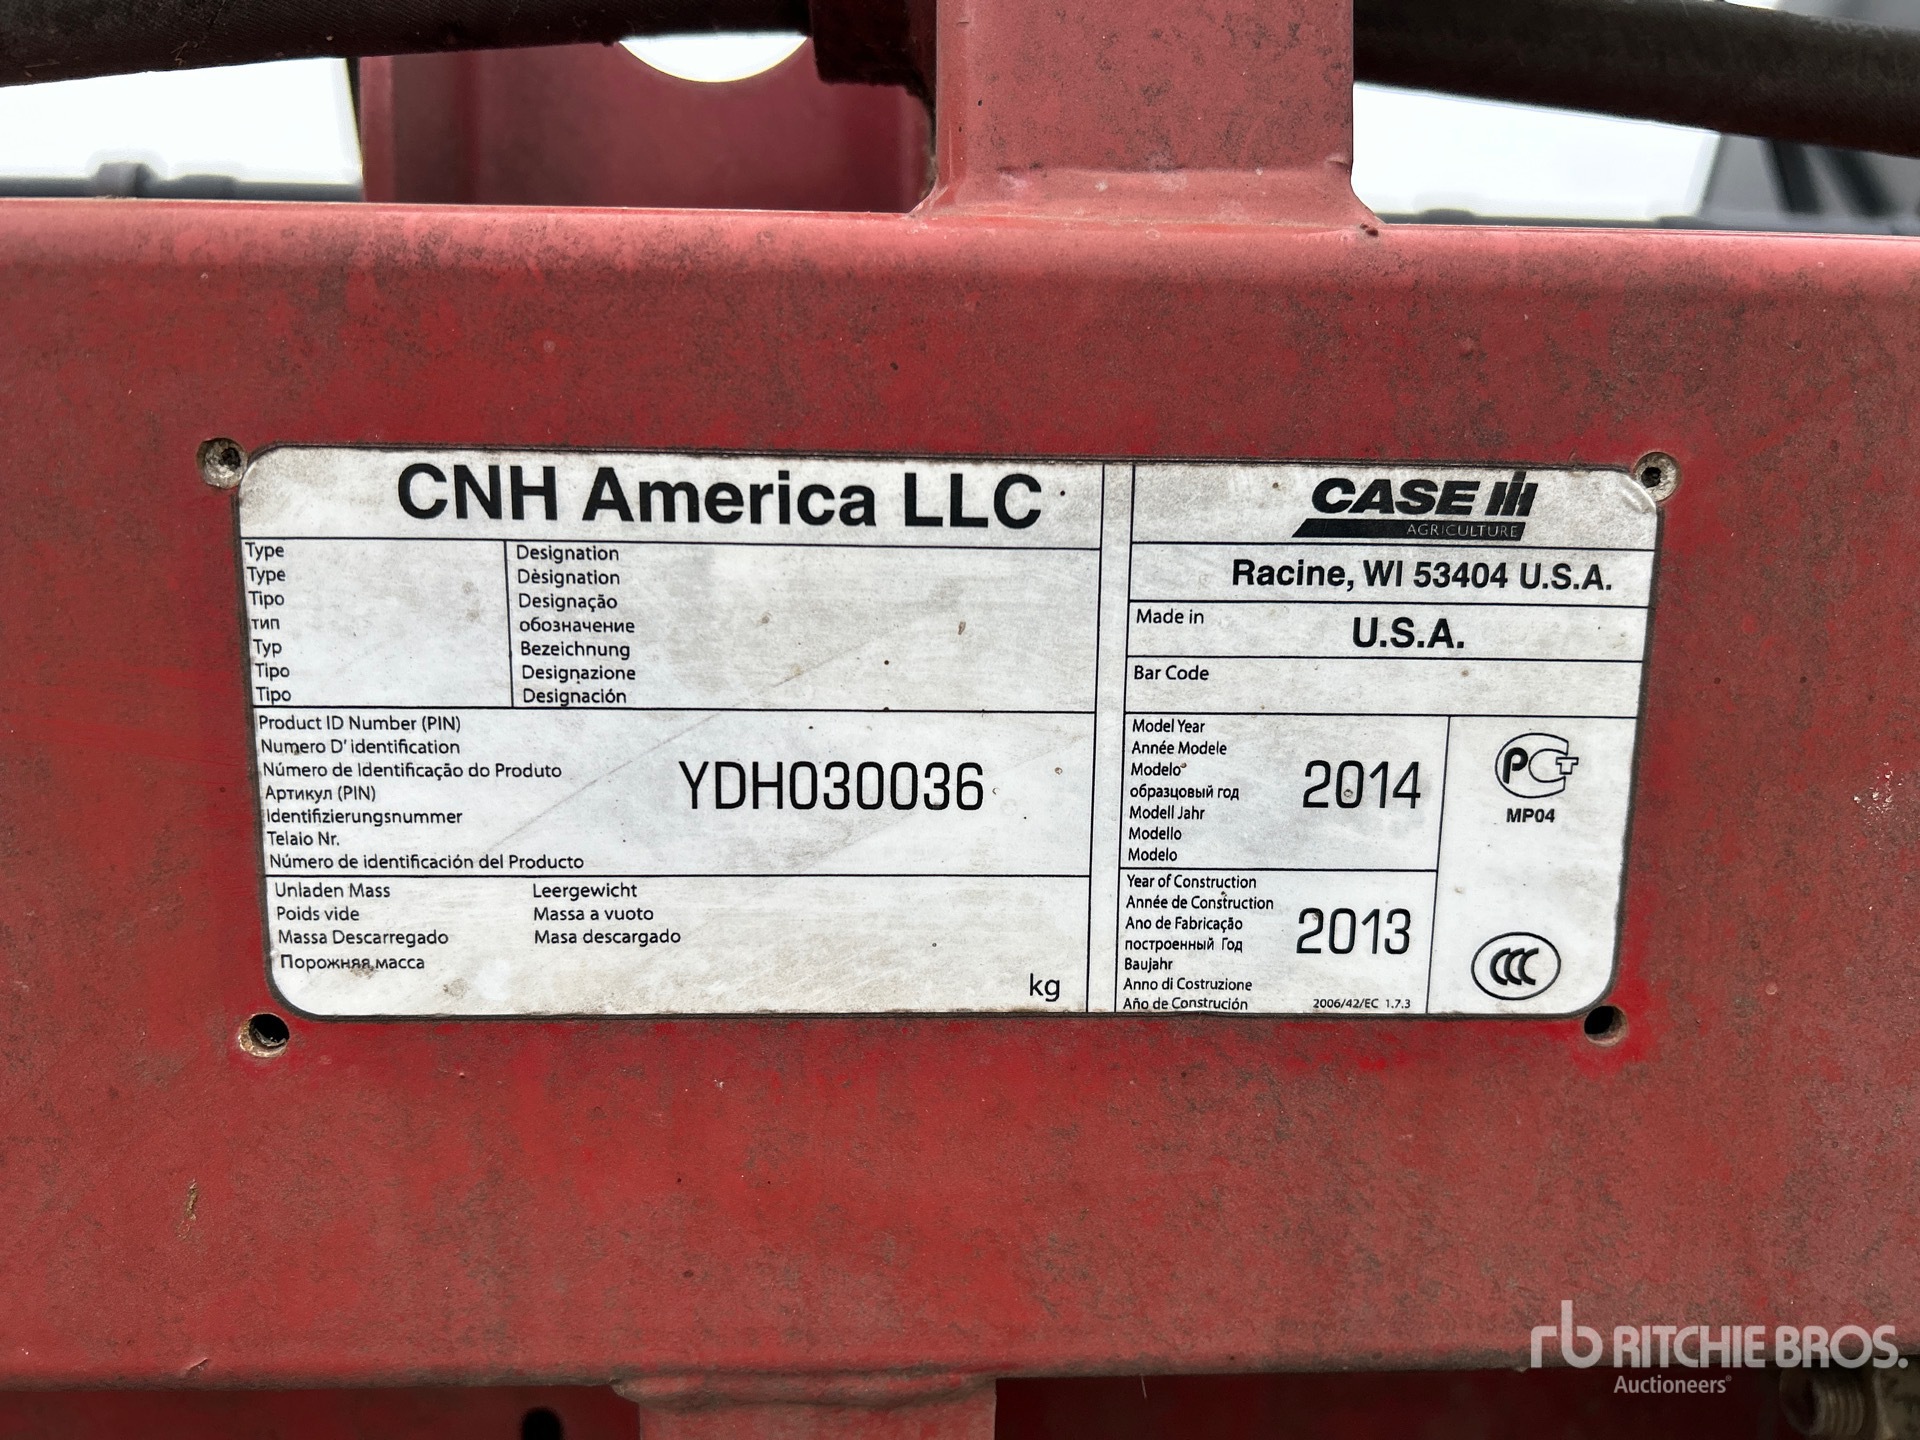 CNH America LLC
Type
Type
Tipo
тип
Typ
Tipo
Tipo
Designation
Dèsignation
Designação
обозначение
Bezeichnung
Designazione
Designación
Product ID Number (PIN)
Numero D' identification
Número de Identificação do Produto
Артикул (PIN)
Identifizierungsnummer
Telaio Nr.
Número de identificación del Producto
YDH030036
Unladen Mass
Poids vide
Massa Descarregado
Порожняя масса
Leergewicht
Massa a vuoto
Masa descargado
kg
CASE IH
AGRICULTURE
Racine, WI 53404 U.S.A.
Made in
U.S.A.
Bar Code
Model Year
Année Modele
Modelo
образцовый год
Modell Jahr
Modello
Modelo
2014
Year of Construction
Année de Construction
Ano de Fabricação
построенный Год
Baujahr
Anno di Costruzione
Año de Construción
2013
2006/42/EC 1.7.3
PCT
MP04
CCC
rb RITCHIE BROS.
Auctioneers®